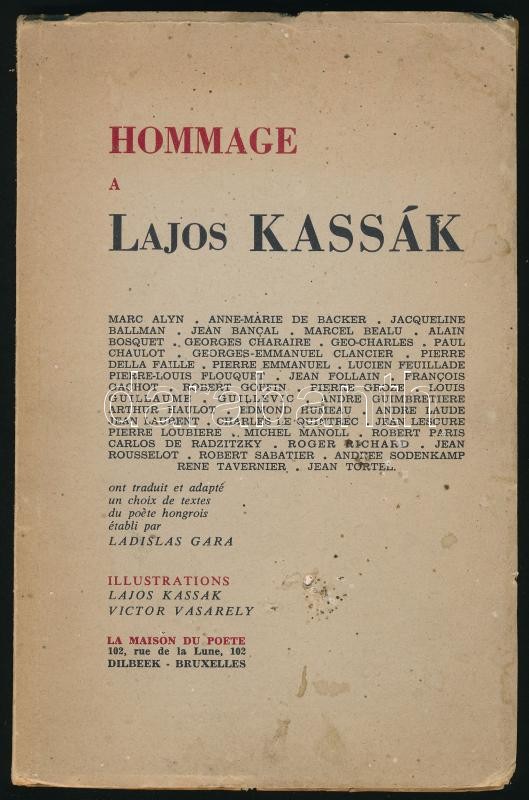 HOMMAGE
A
LAJOS KASSÁK
MARC ALYN . ANNE-MARIE DE BACKER . JACQUELINE
BALLMAN . JEAN BANÇAL . MARCEL BEALU . ALAIN
BOSQUET . GEORGES CHARAIRE . GEO-CHARLES . PAUL
CHAULOT . GEORGES-EMMANUEL CLANCIER . PIERRE
DELLA FAILLE . PIERRE EMMANUEL . LUCIEN FEUILLADE
PIERRE-LOUIS FLOUQUET . JEAN FOLLAIN . FRANÇOIS
GACHOT . ROBERT GOFFIN . PIERRE GROZE . LOUIS
GUILLAUME . GUILLEVIC . ANDRE GUIMBRETIERE
ARTHUR HAULOT . EDMOND HUMEAU . ANDRE LAUDE
JEAN LAURENT . CHARLES LE QUINTREC . JEAN LESCURE
PIERRE LOUBIERE . MICHEL MANOLL . ROBERT PARIS
CARLOS DE RADZITZKY . ROGER RICHARD . JEAN
ROUSSELOT . ROBERT SABATIER . ANDREE SODENKAMP
RENE TAVERNIER . JEAN TORTEL.
ont traduit et adapté
un choix de textes
du poète hongrois
établi par
LADISLAS GARA
ILLUSTRATIONS
LAJOS KASSAK
VICTOR VASARELY
LA MAISON DU POETE
102, rue de la Lune, 102
DILBEEK - BRUXELLES